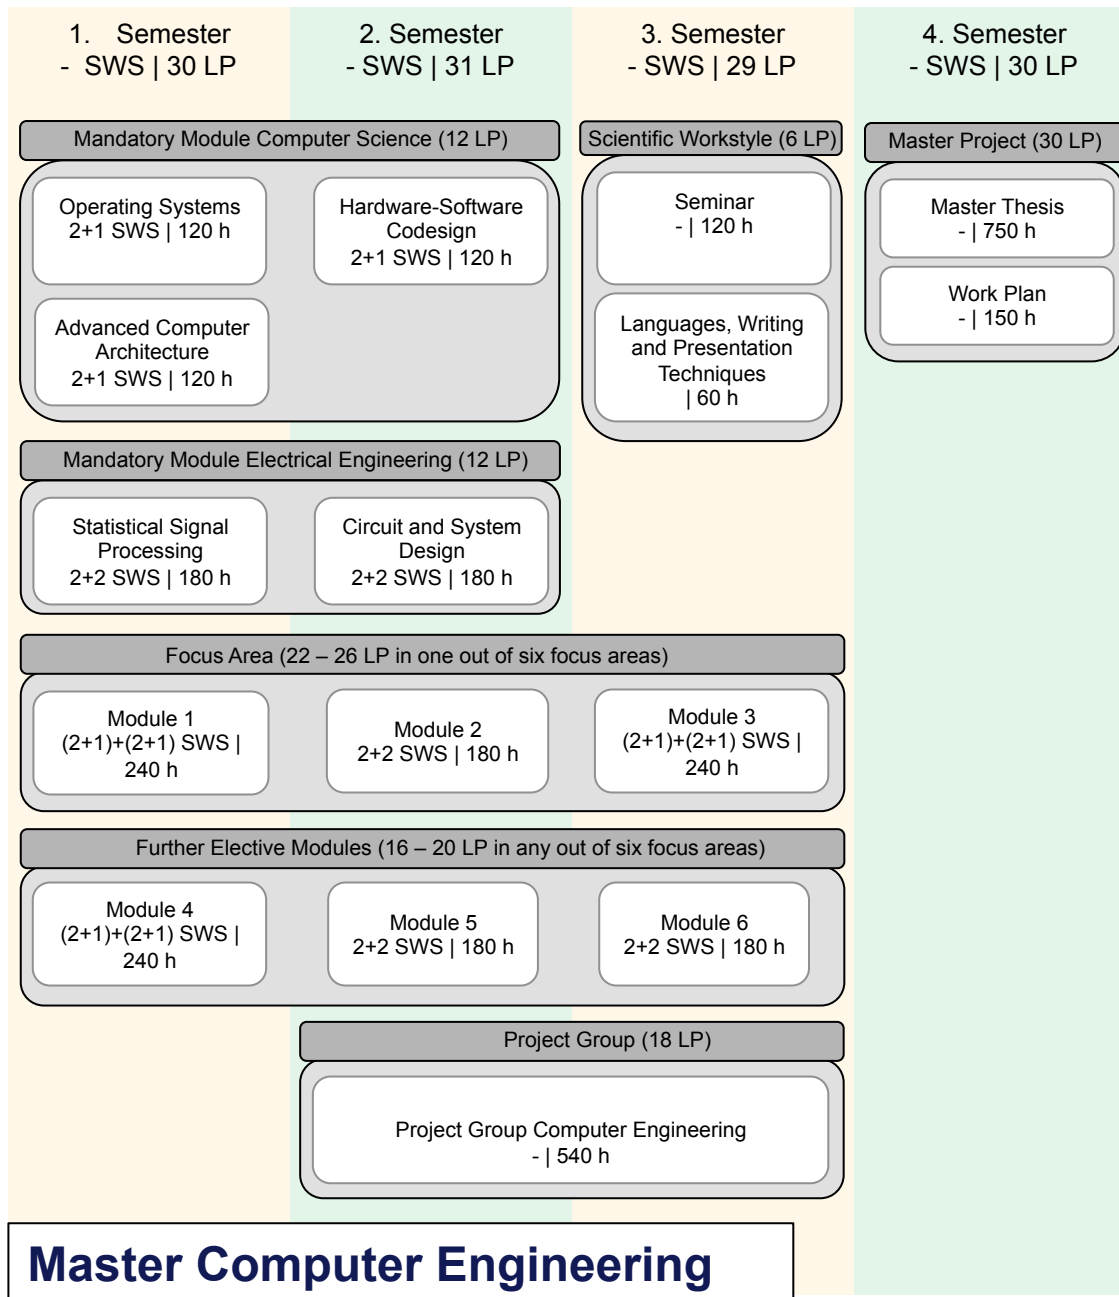 1. Semester
- SWS | 30 LP
2. Semester
- SWS | 31 LP
3. Semester
- SWS | 29 LP
4. Semester
- SWS | 30 LP
Mandatory Module Computer Science (12 LP)
Operating Systems
2+1 SWS | 120 h
Hardware-Software
Codesign
2+1 SWS | 120 h
Advanced Computer
Architecture
2+1 SWS | 120 h
Scientific Workstyle (6 LP)
Seminar
- | 120 h
Languages, Writing
and Presentation
Techniques
| 60 h
Master Project (30 LP)
Master Thesis
- | 750 h
Work Plan
- | 150 h
Mandatory Module Electrical Engineering (12 LP)
Statistical Signal
Processing
2+2 SWS | 180 h
Circuit and System
Design
2+2 SWS | 180 h
Focus Area (22 – 26 LP in one out of six focus areas)
Module 1
(2+1)+(2+1) SWS |
240 h
Module 2
2+2 SWS | 180 h
Module 3
(2+1)+(2+1) SWS |
240 h
Further Elective Modules (16 – 20 LP in any out of six focus areas)
Module 4
(2+1)+(2+1) SWS |
240 h
Module 5
2+2 SWS | 180 h
Module 6
2+2 SWS | 180 h
Project Group (18 LP)
Project Group Computer Engineering
- | 540 h
Master Computer Engineering